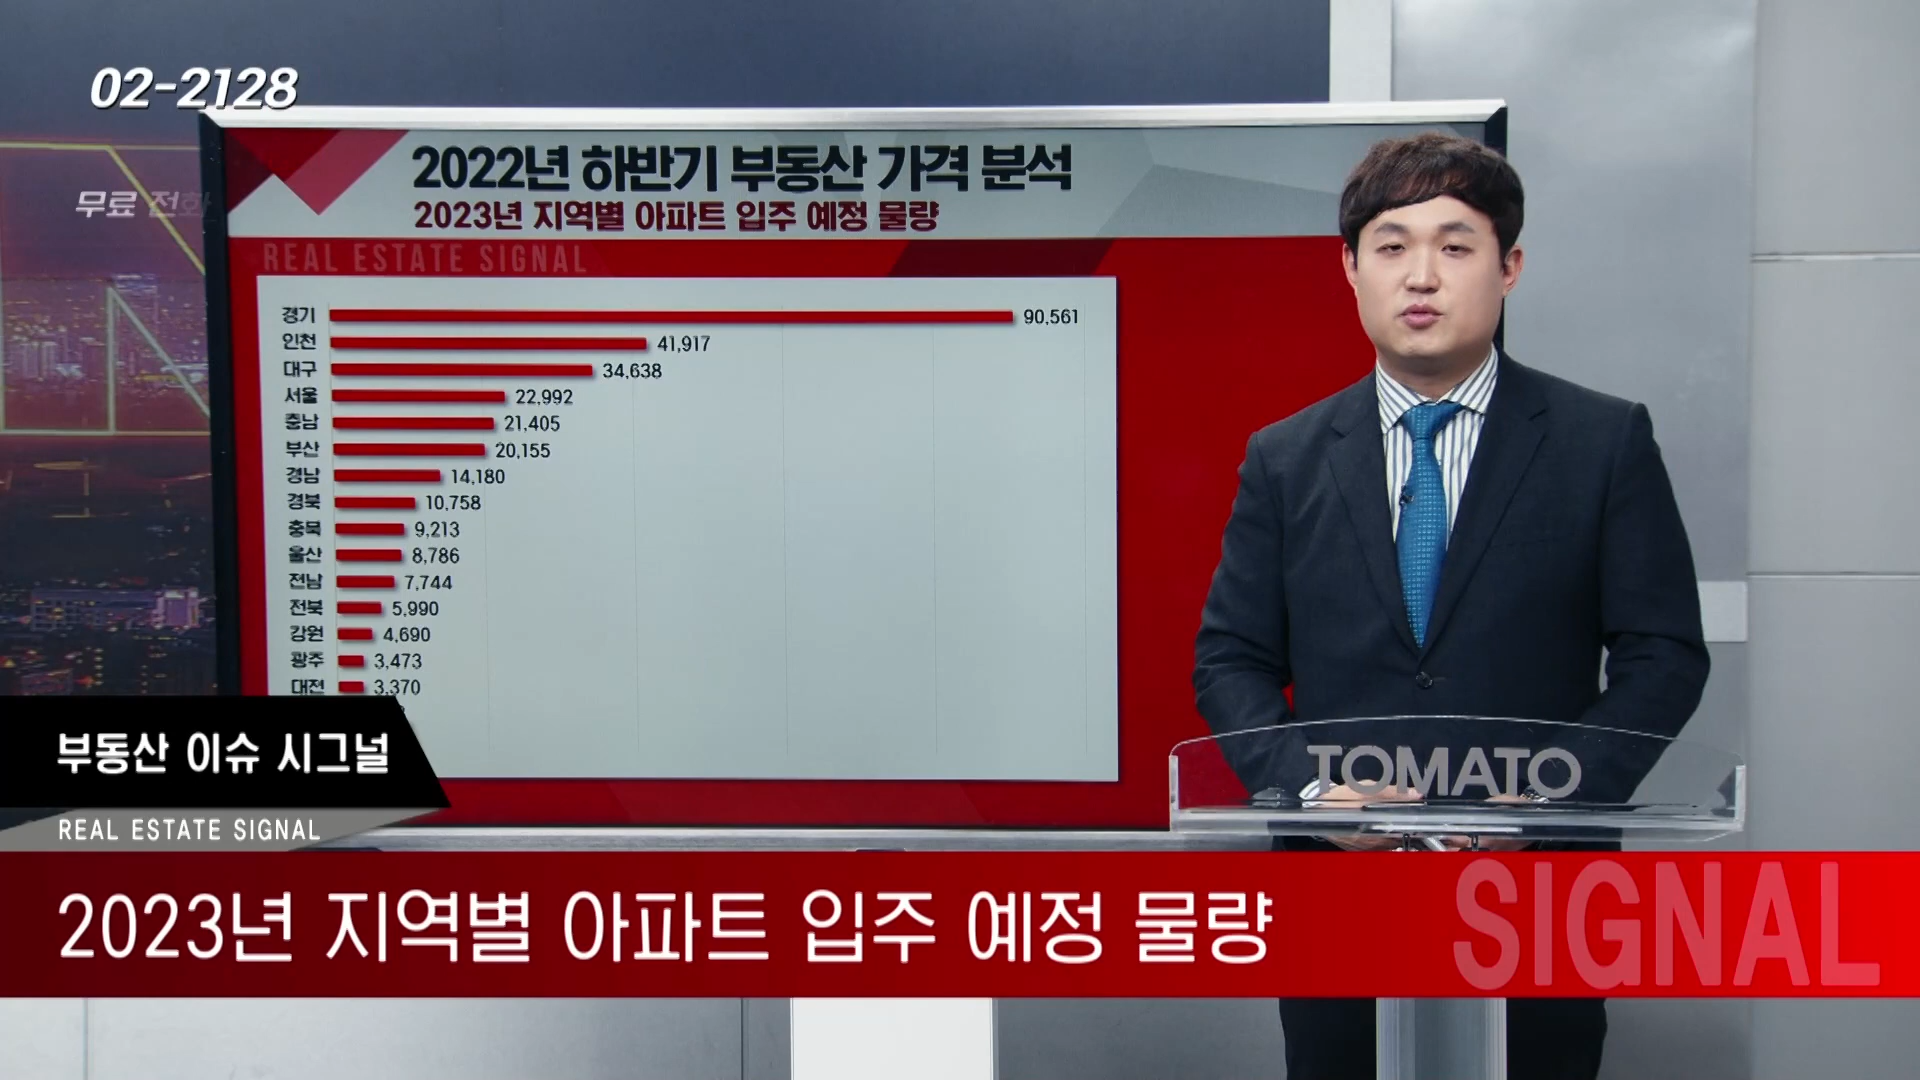 02-2128
무료 전화
2022년 하반기 부동산 가격 분석
2023년 지역별 아파트 입주 예정 물량
REAL ESTATE SIGNAL
경기 90,561
인천 41,917
대구 34,638
서울 22,992
충남 21,405
부산 20,155
경남 14,180
경북 10,758
충북 9,213
울산 8,786
전남 7,744
전북 5,990
강원 4,690
광주 3,473
대전 3,370
TOMATO
부동산 이슈 시그널
REAL ESTATE SIGNAL
2023년 지역별 아파트 입주 예정 물량
SIGNAL